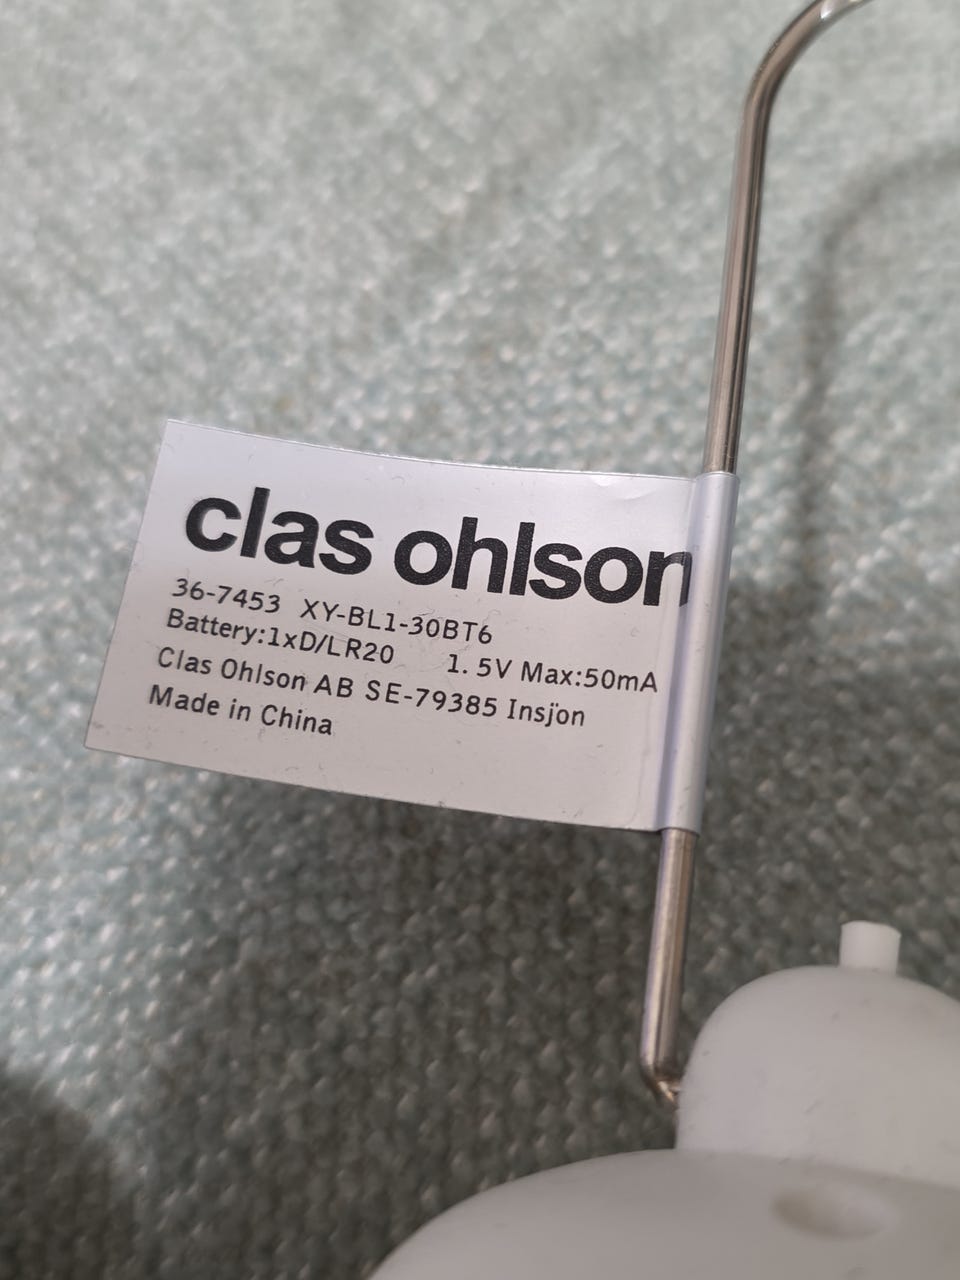 clas ohlson
36-7453 XY-BL1-30BT6
Battery:1xD/LR20 1.5V Max:50mA
Clas Ohlson AB SE-79385 Insjön
Made in China